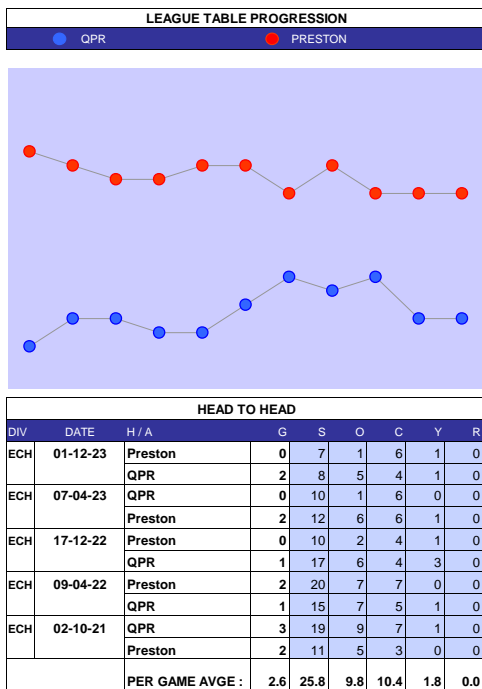 LEAGUE TABLE PROGRESSION
QPR PRESTON
HEAD TO HEAD
DIV DATE H / A G S O C Y R
ECH 01-12-23 Preston 0 7 1 6 1 0
QPR 2 8 5 4 1 0
ECH 07-04-23 QPR 0 10 1 6 0 0
Preston 2 12 6 6 1 0
ECH 17-12-22 Preston 0 10 2 4 1 0
QPR 1 17 6 4 3 0
ECH 09-04-22 Preston 2 20 7 7 0 0
QPR 1 15 7 5 1 0
ECH 02-10-21 QPR 3 19 9 7 1 0
Preston 2 11 5 3 0 0
PER GAME AVGE : 2.6 25.8 9.8 10.4 1.8 0.0